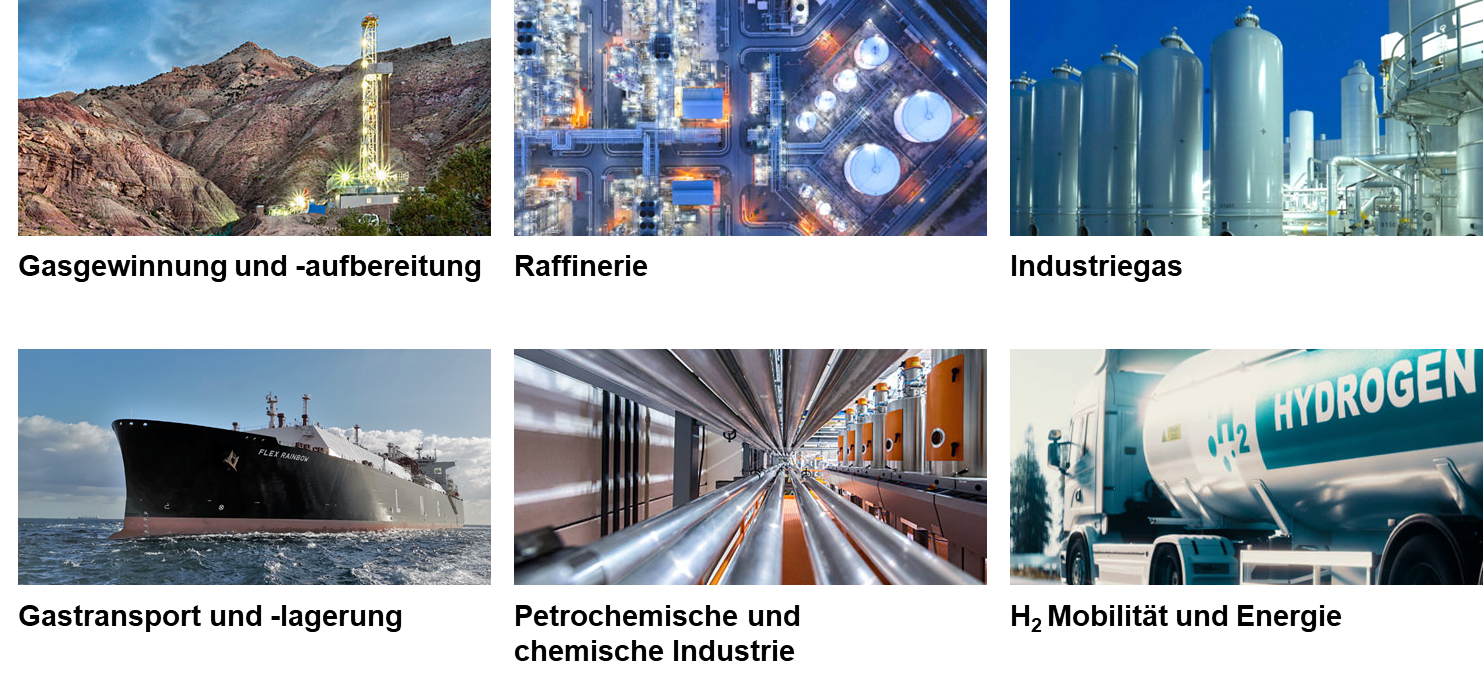 Gasgewinnung und -aufbereitung
Raffinerie
Industriegas
FLEX RAINBOW
L
HYDROGEN
H2
Gastransport und -lagerung
Petrochemische und
chemische Industrie
H₂ Mobilität und Energie